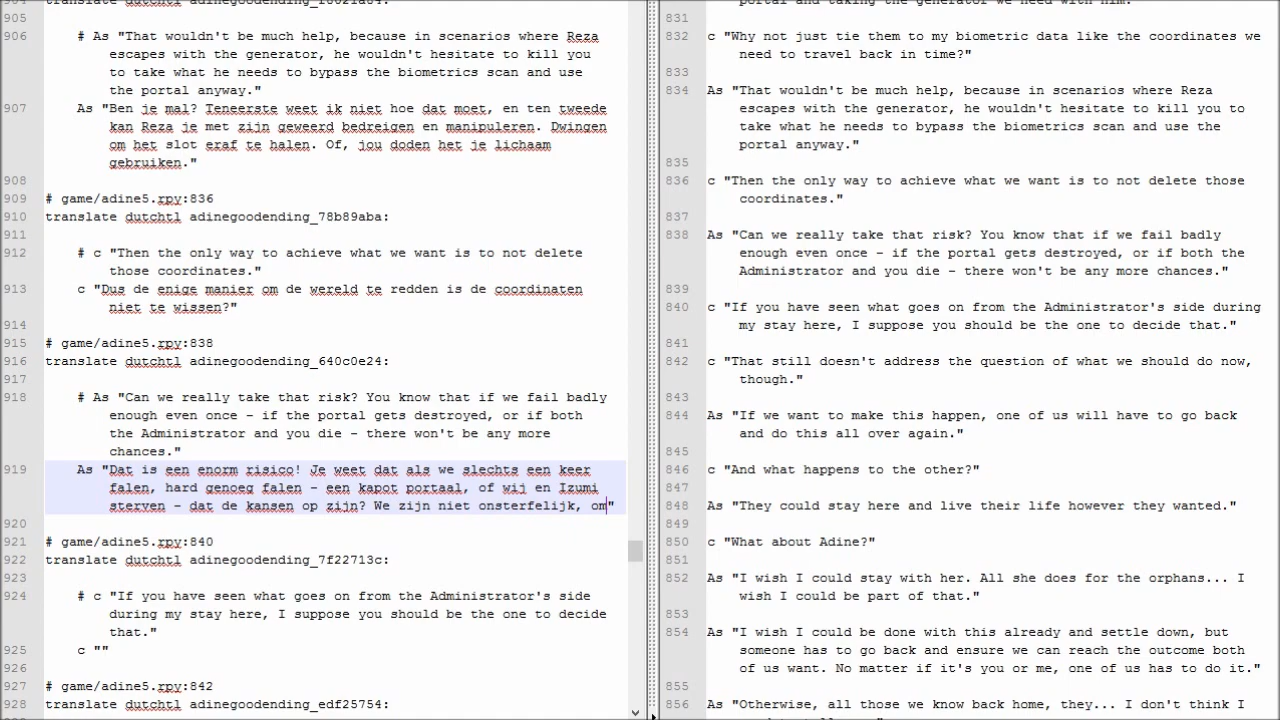 translate dutchtl adinegoodending_
905
906 # As "That wouldn't be much help, because in scenarios where Reza
escapes with the generator, he wouldn't hesitate to kill you
to take what he needs to bypass the biometrics scan and use
the portal anyway."
907 As "Ben je mal? Teneerste weet ik niet hoe dat moet, en ten tweede
kan Reza je met zijn geweerd bedreigen en manipuleren. Dwingen
om het slot eraf te halen. Of, jou doden het je lichaam
gebruiken."
908
909 # game/adine5.rpy:836
910 translate dutchtl adinegoodending_78b89aba:
911
912 # c "Then the only way to achieve what we want is to not delete
those coordinates."
913 c "Dus de enige manier om de wereld te redden is de coordinaten
niet te wissen?"
914
915 # game/adine5.rpy:838
916 translate dutchtl adinegoodending_640c0e24:
917
918 # As "Can we really take that risk? You know that if we fail badly
enough even once - if the portal gets destroyed, or if both
the Administrator and you die - there won't be any more
chances."
919 As "Dat is een enorm risico! Je weet dat als we slechts een keer
falen, hard genoeg falen - een kapot portaal, of wij en Izumi
sterven - dat de kansen op zijn? We zijn niet onsterfelijk, om"
920
921 # game/adine5.rpy:840
922 translate dutchtl adinegoodending_7f22713c:
923
924 # c "If you have seen what goes on from the Administrator's side
during my stay here, I suppose you should be the one to decide
that."
925 c ""
926
927 # game/adine5.rpy:842
928 translate dutchtl adinegoodending_edf25754:
portal and taking the generator we need with him.
831
832 c "Why not just tie them to my biometric data like the coordinates we
need to travel back in time?"
833
834 As "That wouldn't be much help, because in scenarios where Reza
escapes with the generator, he wouldn't hesitate to kill you to
take what he needs to bypass the biometrics scan and use the
portal anyway."
835
836 c "Then the only way to achieve what we want is to not delete those
coordinates."
837
838 As "Can we really take that risk? You know that if we fail badly
enough even once - if the portal gets destroyed, or if both the
Administrator and you die - there won't be any more chances."
839
840 c "If you have seen what goes on from the Administrator's side during
my stay here, I suppose you should be the one to decide that."
841
842 c "That still doesn't address the question of what we should do now,
though."
843
844 As "If we want to make this happen, one of us will have to go back
and do this all over again."
845
846 c "And what happens to the other?"
847
848 As "They could stay here and live their life however they wanted."
849
850 c "What about Adine?"
851
852 As "I wish I could stay with her. All she does for the orphans... I
wish I could be part of that."
853
854 As "I wish I could be done with this already and settle down, but
someone has to go back and ensure we can reach the outcome both
of us want. No matter if it's you or me, one of us has to do it."
855
856 As "Otherwise, all those we know back home, they... I don't think I